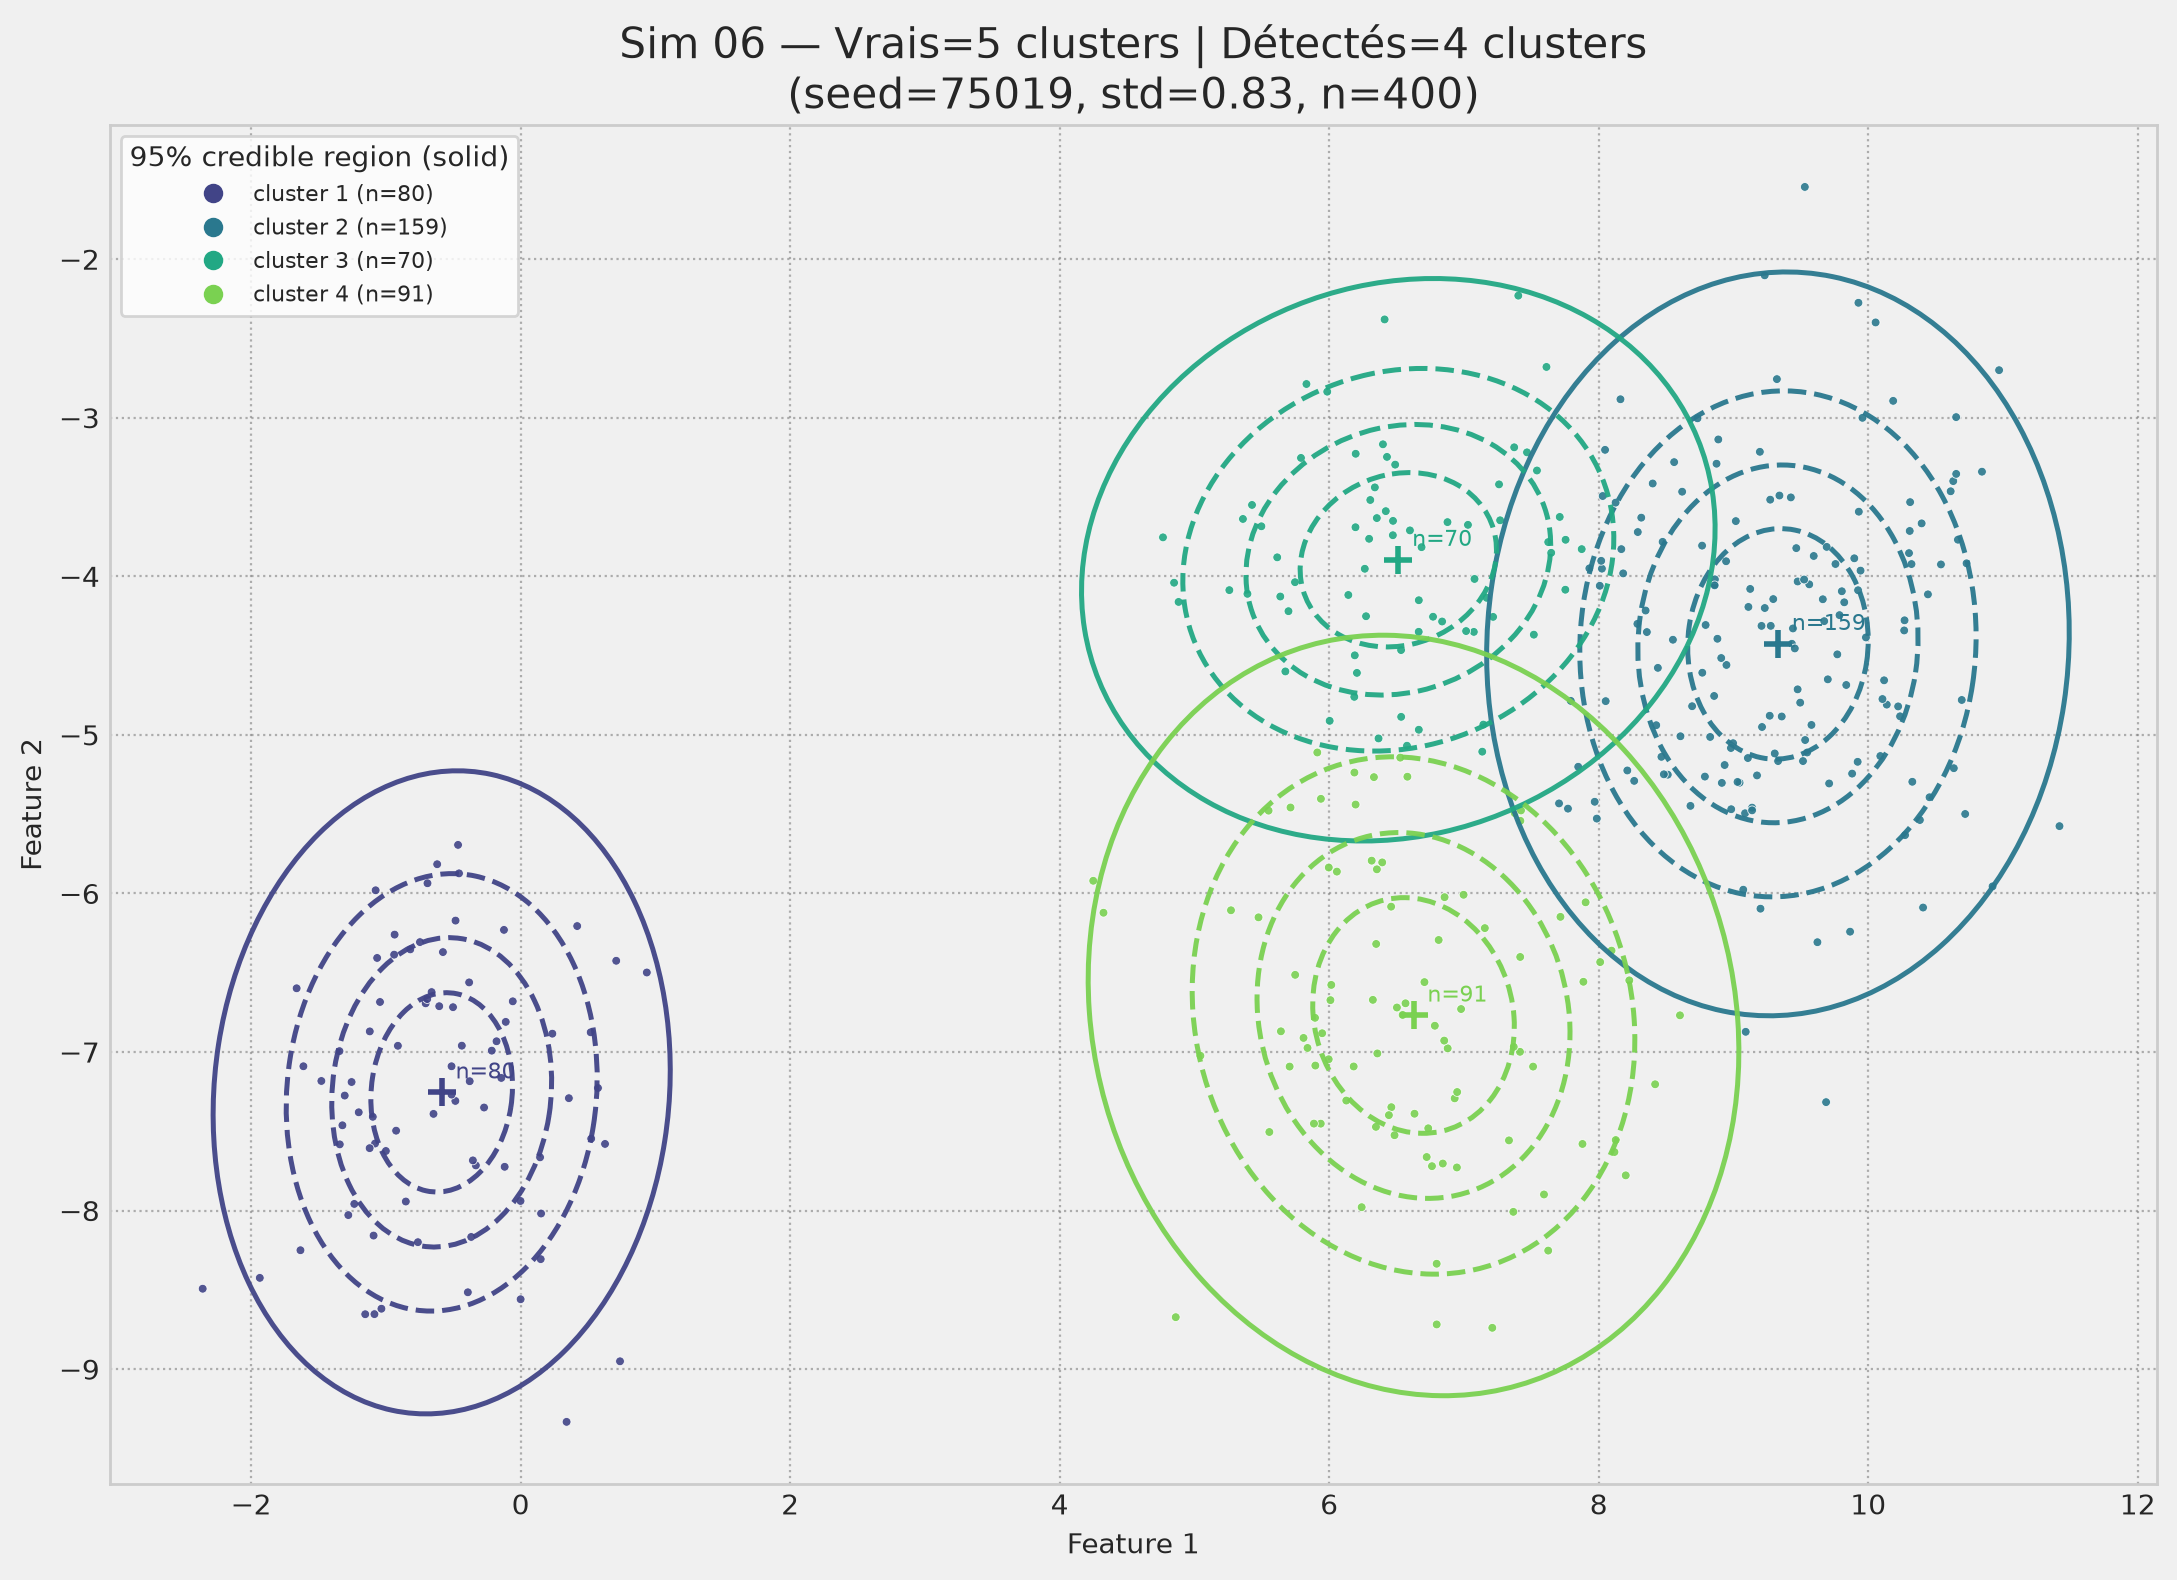 Sim 06 — Vrais=5 clusters | Détectés=4 clusters
(seed=75019, std=0.83, n=400)
95% credible region (solid)
cluster 1 (n=80)
cluster 2 (n=159)
cluster 3 (n=70)
cluster 4 (n=91)
−2
−3
−4
−5
−6
−7
−8
−9
Feature 2
n=70
n=159
n=91
n=80
−2
0
2
4
6
8
10
12
Feature 1